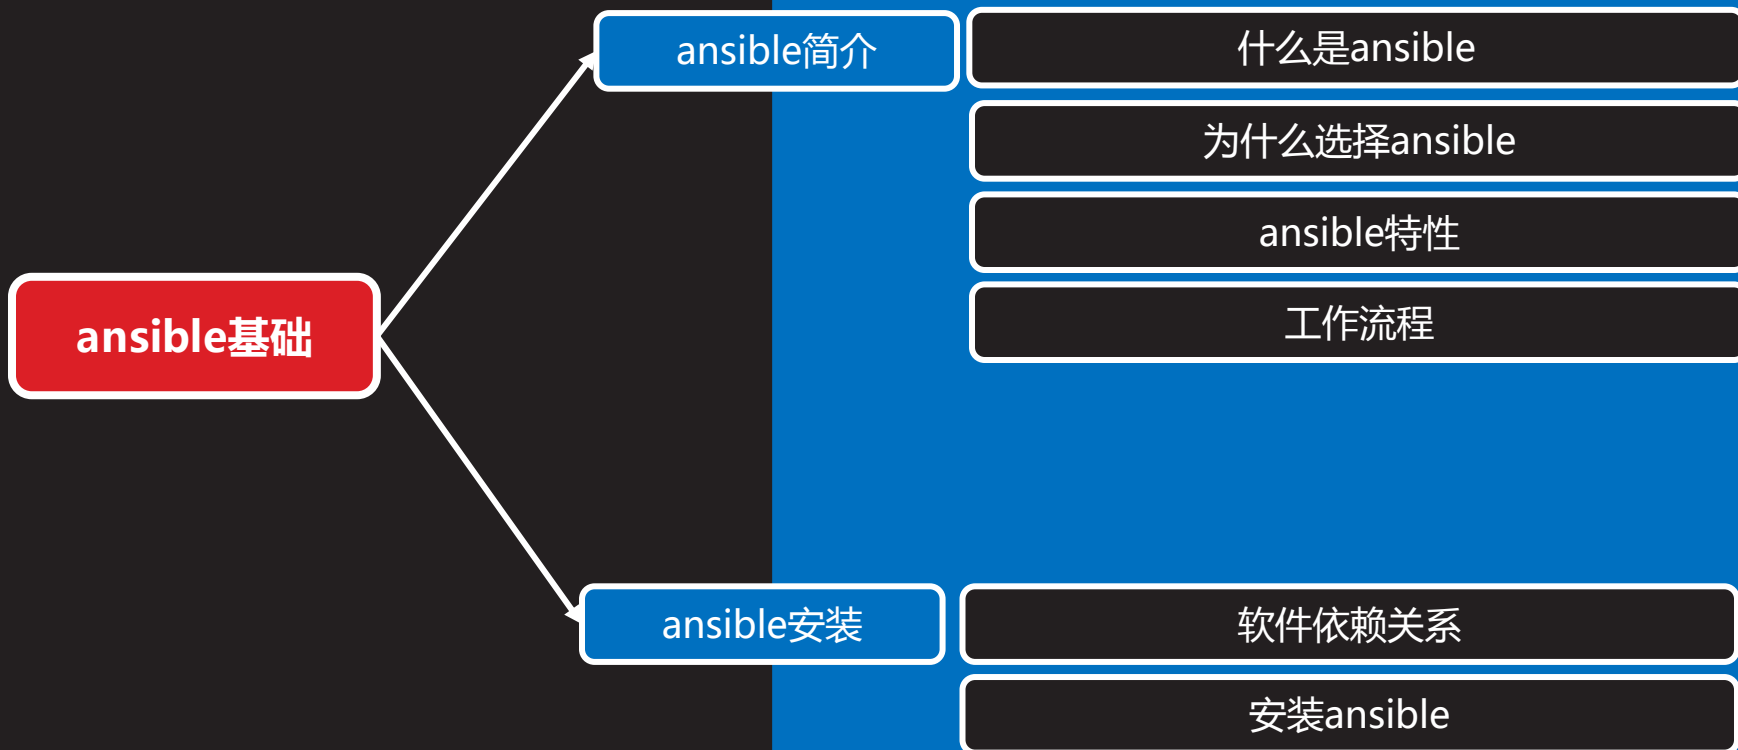 ansible基础
ansible简介
什么是ansible
为什么选择ansible
ansible特性
工作流程
ansible安装
软件依赖关系
安装ansible